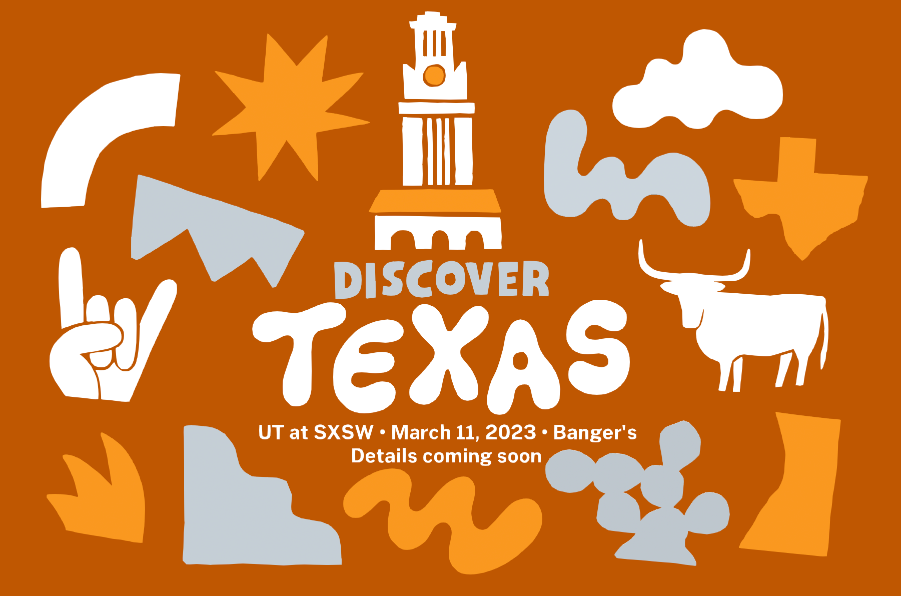 DISCOVER
TEXAS
UT at SXSW • March 11, 2023 • Banger's
Details coming soon